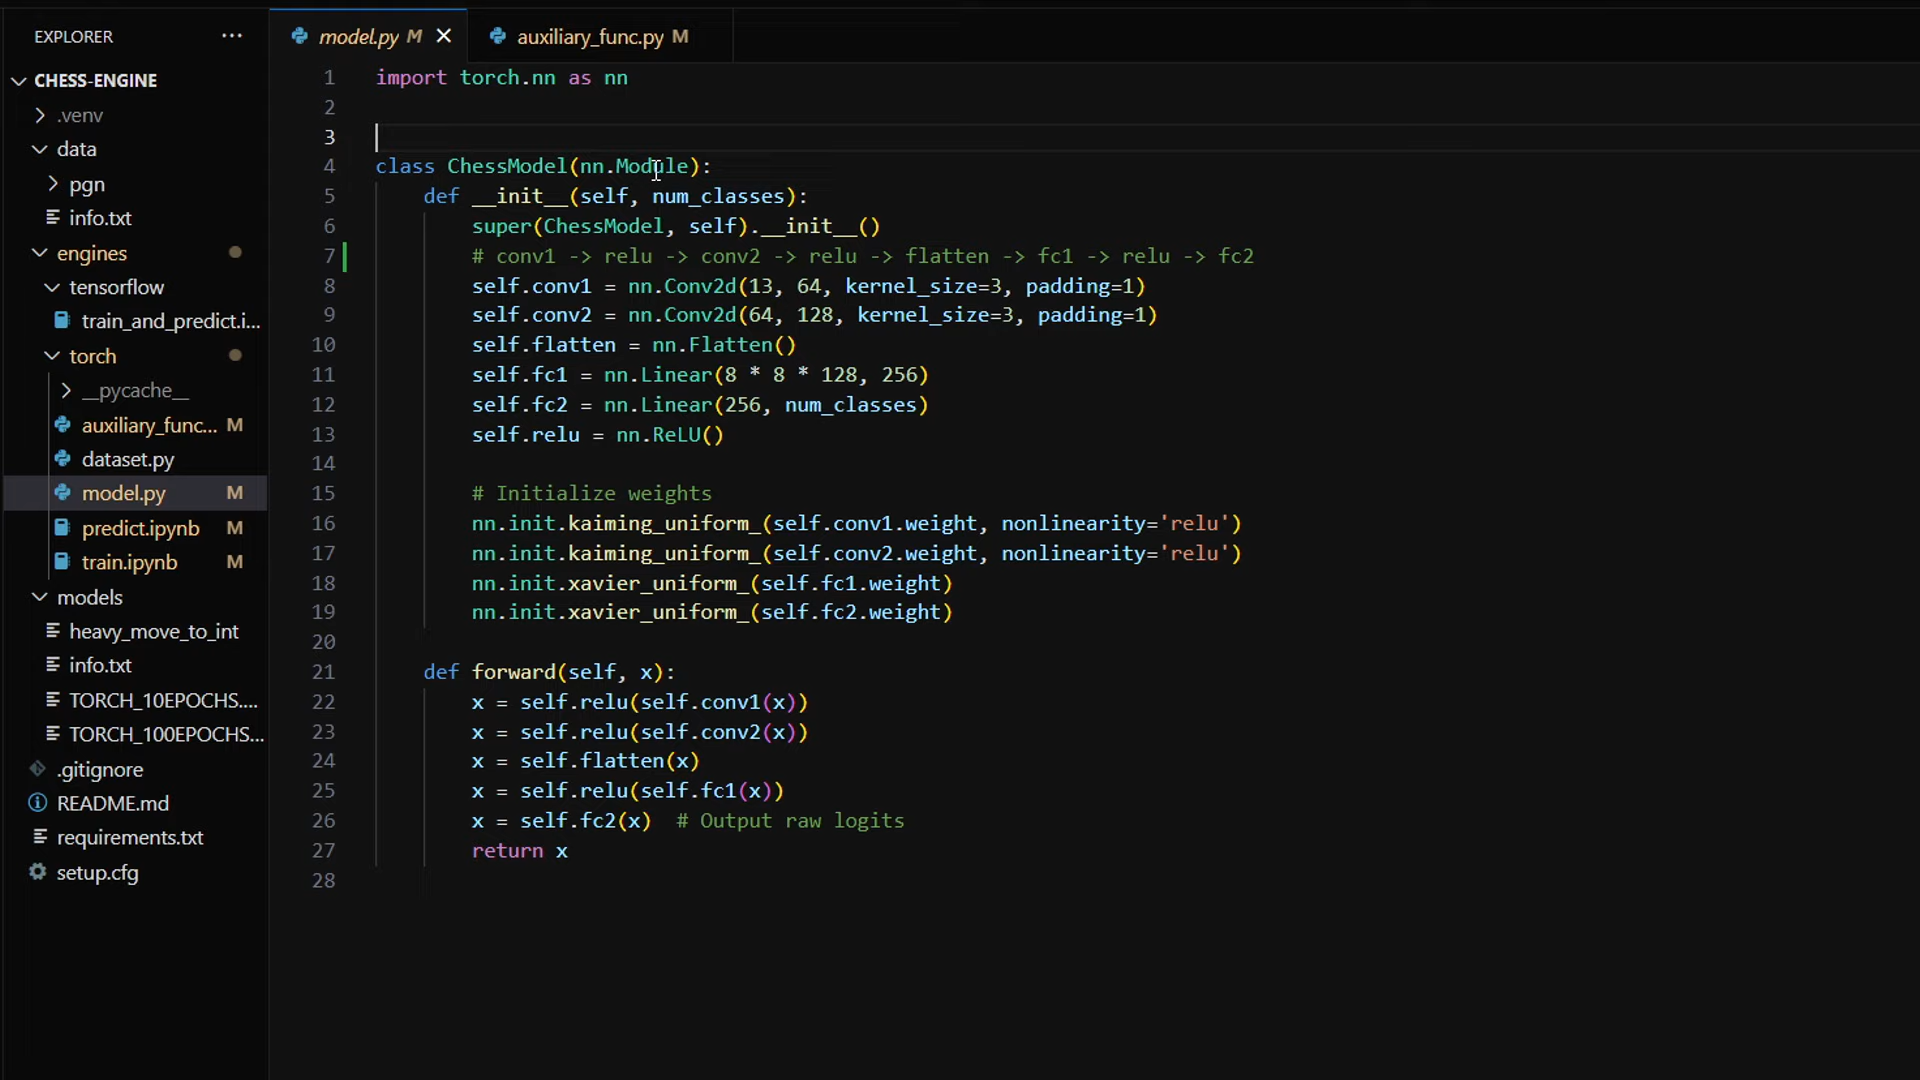 EXPLORER ...
CHESS-ENGINE
.venv
data
pgn
info.txt
engines
tensorflow
train_and_predict.i...
torch
__pycache__
auxiliary_func... M
dataset.py
model.py M
predict.ipynb M
train.ipynb M
models
heavy_move_to_int
info.txt
TORCH_10EPOCHS....
TORCH_100EPOCHS...
.gitignore
README.md
requirements.txt
setup.cfg
model.py M
auxiliary_func.py M
1 import torch.nn as nn
2
3
4 class ChessModel(nn.Module):
5 def __init__(self, num_classes):
6 super(ChessModel, self).__init__()
7 # conv1 -> relu -> conv2 -> relu -> flatten -> fc1 -> relu -> fc2
8 self.conv1 = nn.Conv2d(13, 64, kernel_size=3, padding=1)
9 self.conv2 = nn.Conv2d(64, 128, kernel_size=3, padding=1)
10 self.flatten = nn.Flatten()
11 self.fc1 = nn.Linear(8 * 8 * 128, 256)
12 self.fc2 = nn.Linear(256, num_classes)
13 self.relu = nn.ReLU()
14
15 # Initialize weights
16 nn.init.kaiming_uniform_(self.conv1.weight, nonlinearity='relu')
17 nn.init.kaiming_uniform_(self.conv2.weight, nonlinearity='relu')
18 nn.init.xavier_uniform_(self.fc1.weight)
19 nn.init.xavier_uniform_(self.fc2.weight)
20
21 def forward(self, x):
22 x = self.relu(self.conv1(x))
23 x = self.relu(self.conv2(x))
24 x = self.flatten(x)
25 x = self.relu(self.fc1(x))
26 x = self.fc2(x) # Output raw logits
27 return x
28